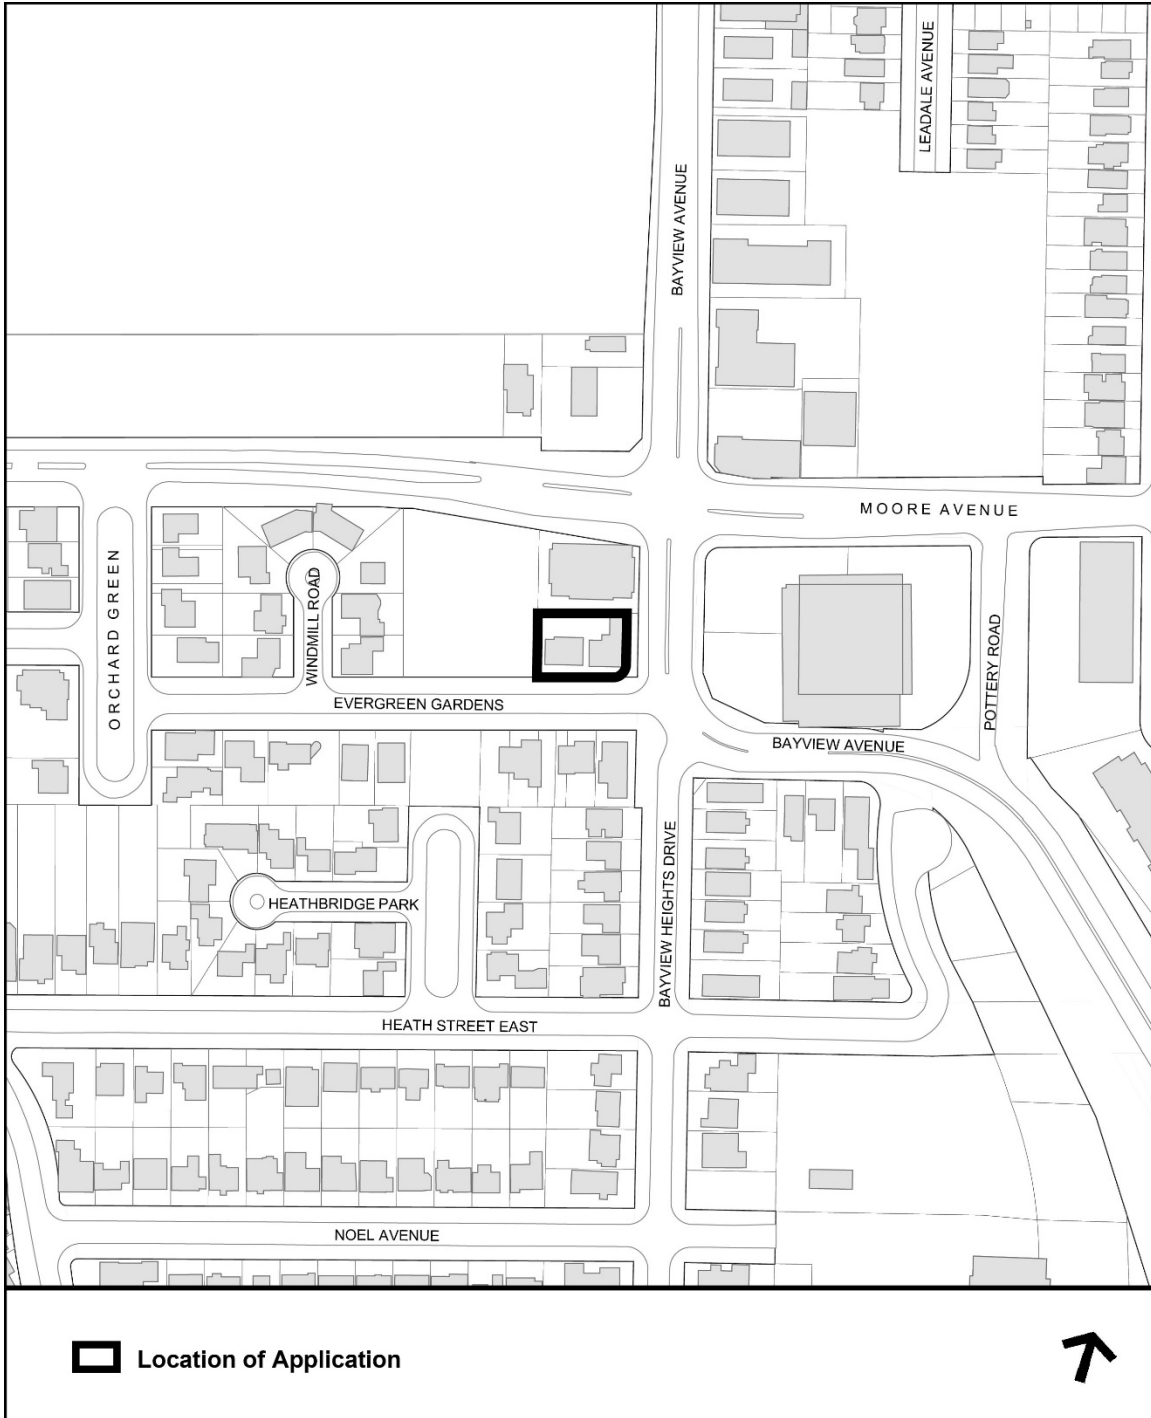 LEADALE AVENUE
BAYVIEW AVENUE
MOORE AVENUE
ORCHARD GREEN
WINDMILL ROAD
EVERGREEN GARDENS
POTTERY ROAD
BAYVIEW AVENUE
BAYVIEW HEIGHTS DRIVE
HEATHBRIDGE PARK
HEATH STREET EAST
NOEL AVENUE
Location of Application